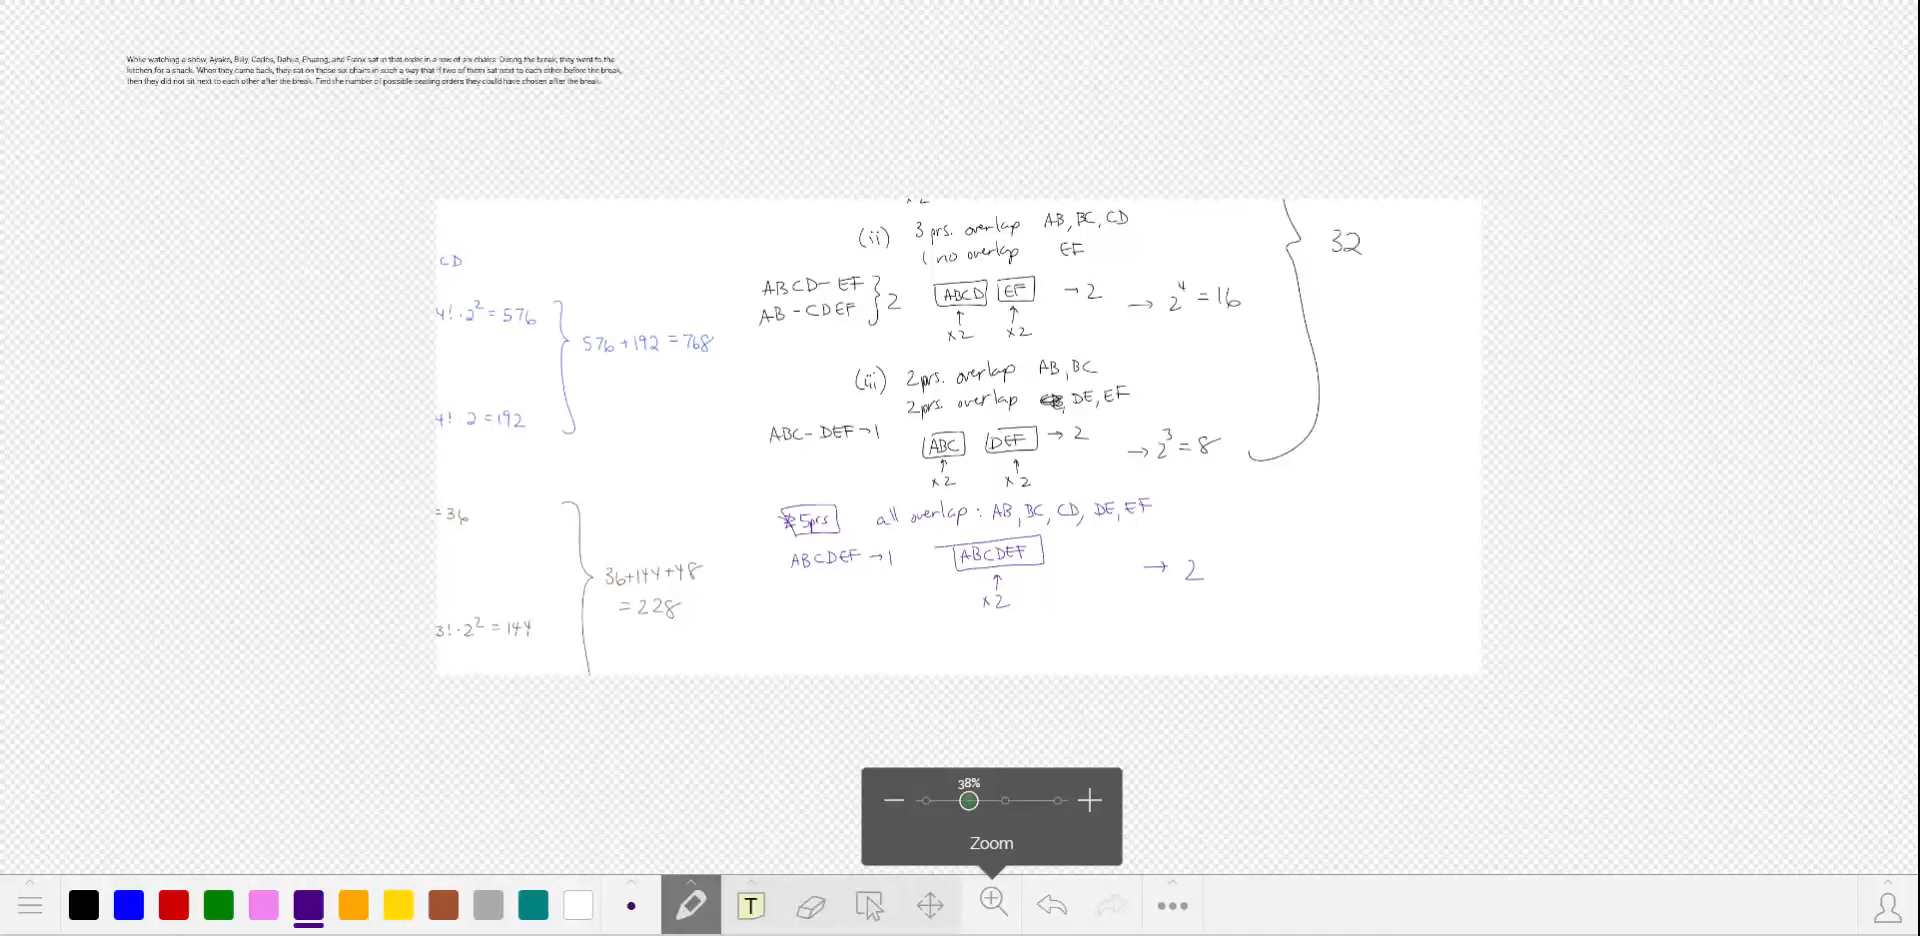 While watching a show, Ayako, Billy, Carlos, Dahlia, Ehuang, and Frank sat in that order in a row of six chairs. During the break, they went to the
kitchen for a snack. When they came back, they sat on those six chairs in such a way that if two of them sat next to each other before the break,
then they did not sit next to each other after the break. Find the number of possible seating orders they could have chosen after the break.
CD
4! · 2² = 576
576 + 192 = 768
4! · 2 = 192
= 36
36+144+48
= 228
3! · 2² = 144
×2
(ii) 3 prs. overlap AB, BC, CD
1 no overlap EF
ABCD – EF
AB – CDEF } 2
ABCD EF → 2 → 2⁴ = 16
×2 ×2
(iii) 2 prs. overlap AB, BC
2 prs. overlap DE, EF
ABC – DEF → 1
ABC DEF → 2 → 2³ = 8
×2 ×2
32
5prs all overlap : AB, BC, CD, DE, EF
ABCDEF → 1 ABCDEF → 2
×2
38%
Zoom
T